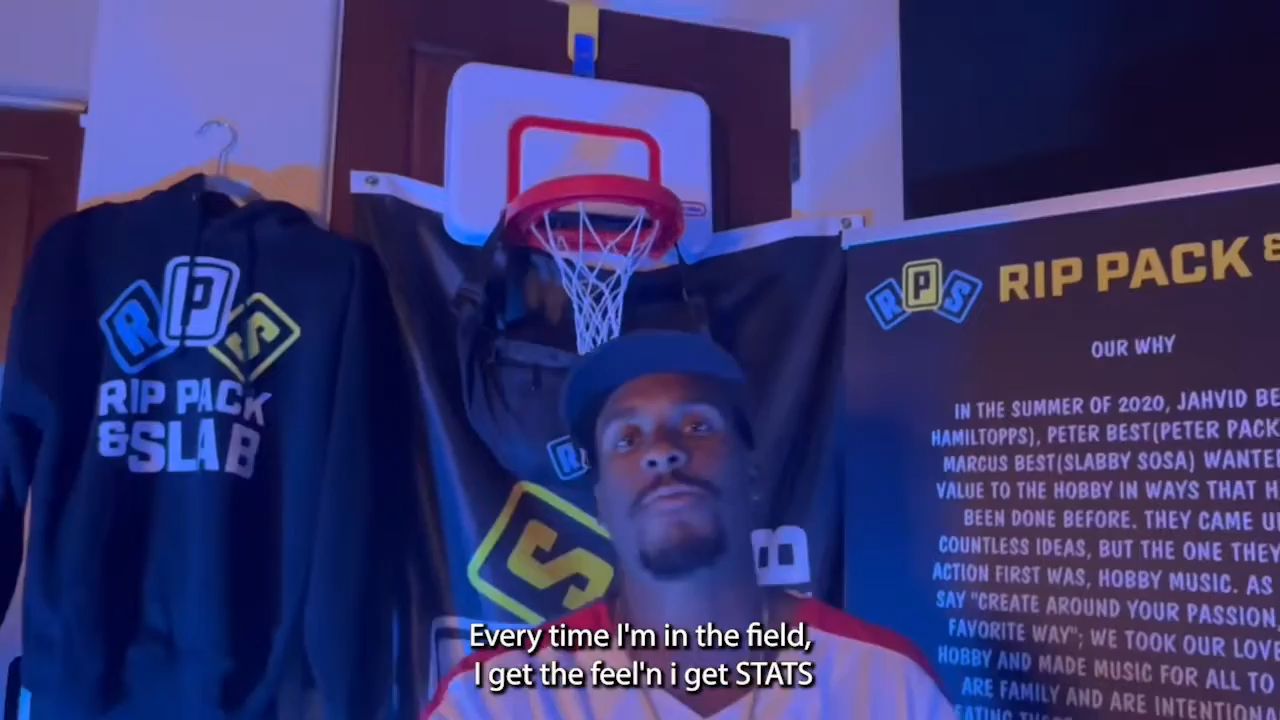 R P S
RIP PACK
&SLAB
R
S
B
R P S
RIP PACK &
OUR WHY
IN THE SUMMER OF 2020, JAHVID BE
HAMILTOPPS), PETER BEST(PETER PACK
MARCUS BEST(SLABBY SOSA) WANTE
VALUE TO THE HOBBY IN WAYS THAT H
BEEN DONE BEFORE. THEY CAME U
COUNTLESS IDEAS, BUT THE ONE THEY
ACTION FIRST WAS, HOBBY MUSIC. AS
SAY "CREATE AROUND YOUR PASSION
FAVORITE WAY"; WE TOOK OUR LOVE
HOBBY AND MADE MUSIC FOR ALL TO
ARE FAMILY AND ARE INTENTIONA
Every time I'm in the field,
I get the feel'n i get STATS